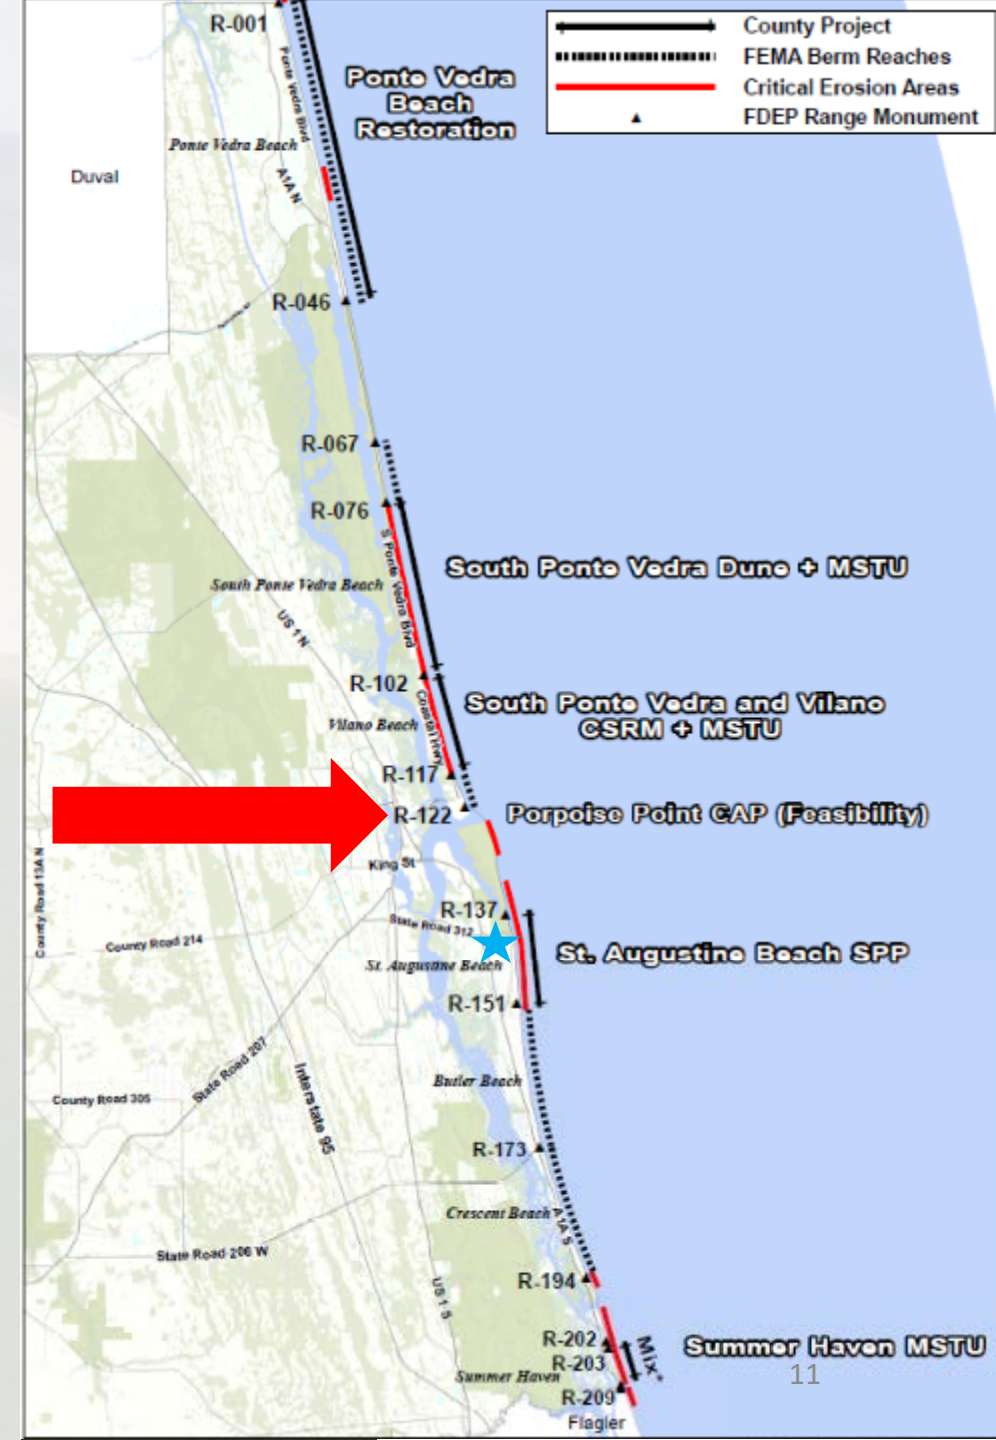 County Project
FEMA Berm Reaches
Critical Erosion Areas
FDEP Range Monument
R-001
Ponte Vedra Blvd
Ponte Vedra
Beach
Restoration
Ponte Vedra Beach
Duval
A1A N
R-046
R-067
R-076
S Ponte Vedra Blvd
South Ponte Vedra Dune + MSTU
South Ponte Vedra Beach
US 1 N
R-102
Coastal Hwy
South Ponte Vedra and Vilano
CSRM + MSTU
Vilano Beach
R-117
R-122
Porpoise Point CAP (Feasibility)
King St
County Road 13A N
R-137
State Road 312
County Road 214
St. Augustine Beach SPP
St. Augustine Beach
R-151
State Road 207
Interstate 95
Butler Beach
County Road 305
R-173
Crescent Beach
A1A S
State Road 206 W
R-194
US 1 S
R-202
Mix*
Summer Haven MSTU
R-203
Summer Haven
11
R-209
Flagler